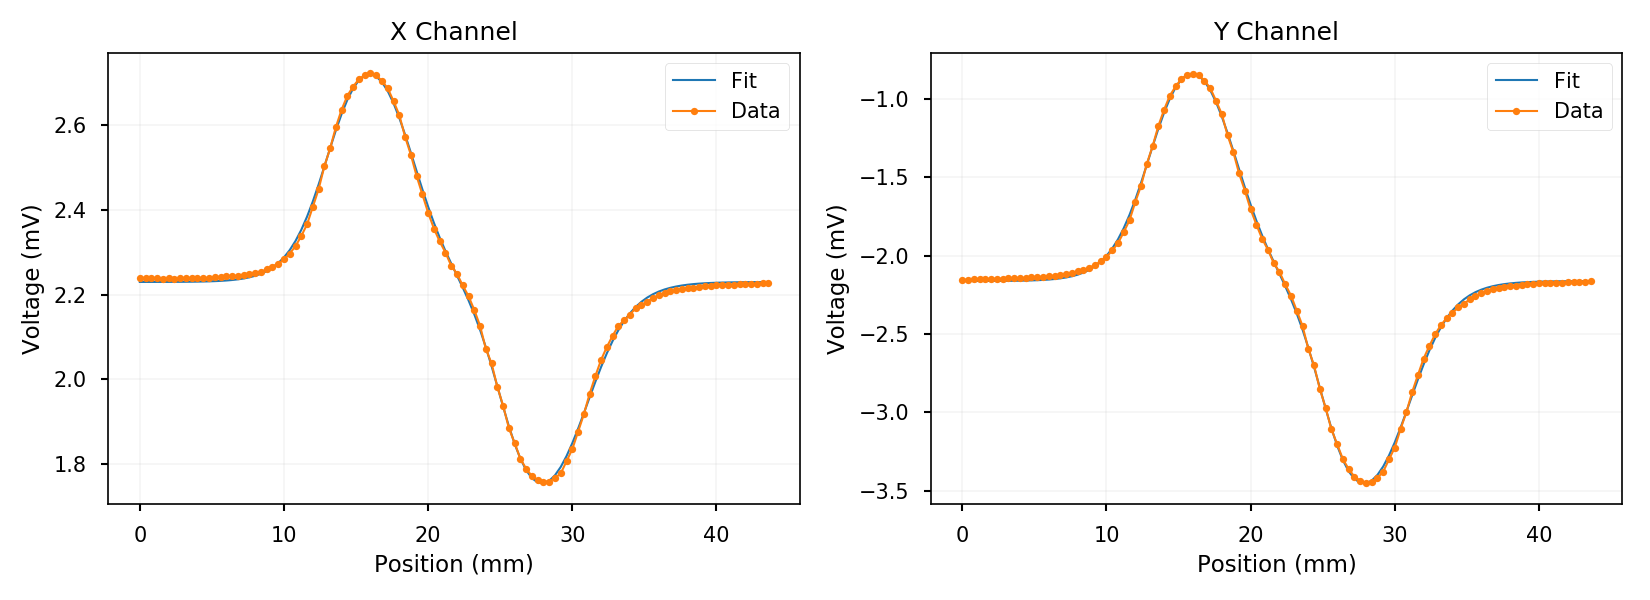 X Channel
Voltage (mV)
2.6
2.4
2.2
2.0
1.8
0 10 20 30 40
Position (mm)
Fit
Data
Y Channel
Voltage (mV)
−1.0
−1.5
−2.0
−2.5
−3.0
−3.5
0 10 20 30 40
Position (mm)
Fit
Data